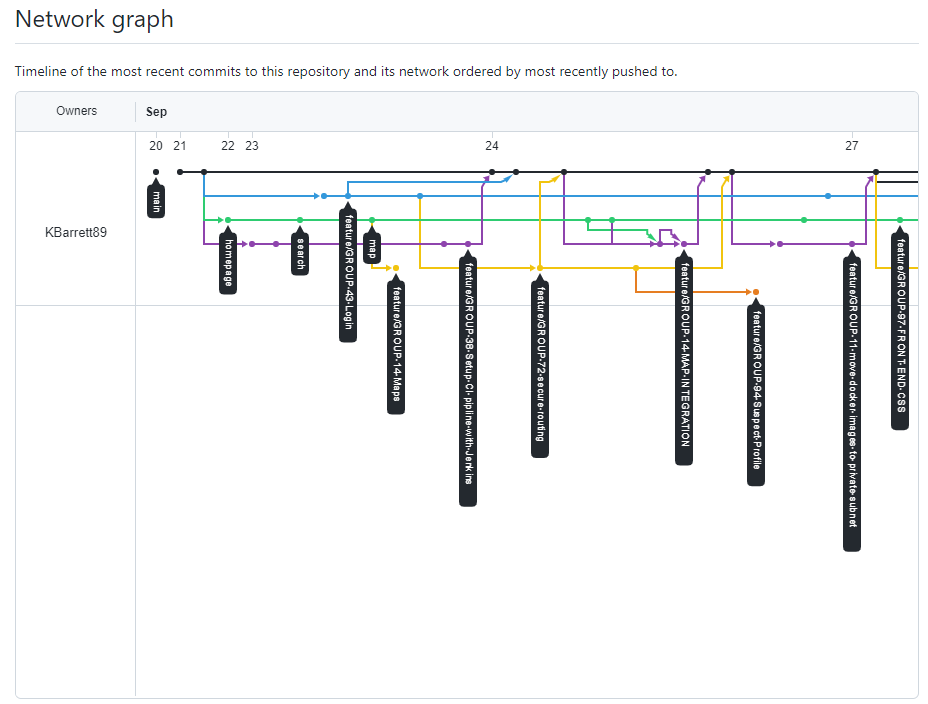 Network graph
Timeline of the most recent commits to this repository and its network ordered by most recently pushed to.
Owners
Sep
20
21
22
23
24
27
KBarrett89
main
homepage
search
feature/GROUP-43-Login
map
feature/GROUP-14-Maps
feature/GROUP-38-Setup-CI-pipline-with-Jenkins
feature/GROUP-72-secure-routing
feature/GROUP-14-MAP-INTEGRATION
feature/GROUP-94-Suspect-Profile
feature/GROUP-11-move-docker-images-to-private-subnet
feature/GROUP-97-FRONT-END-CSS